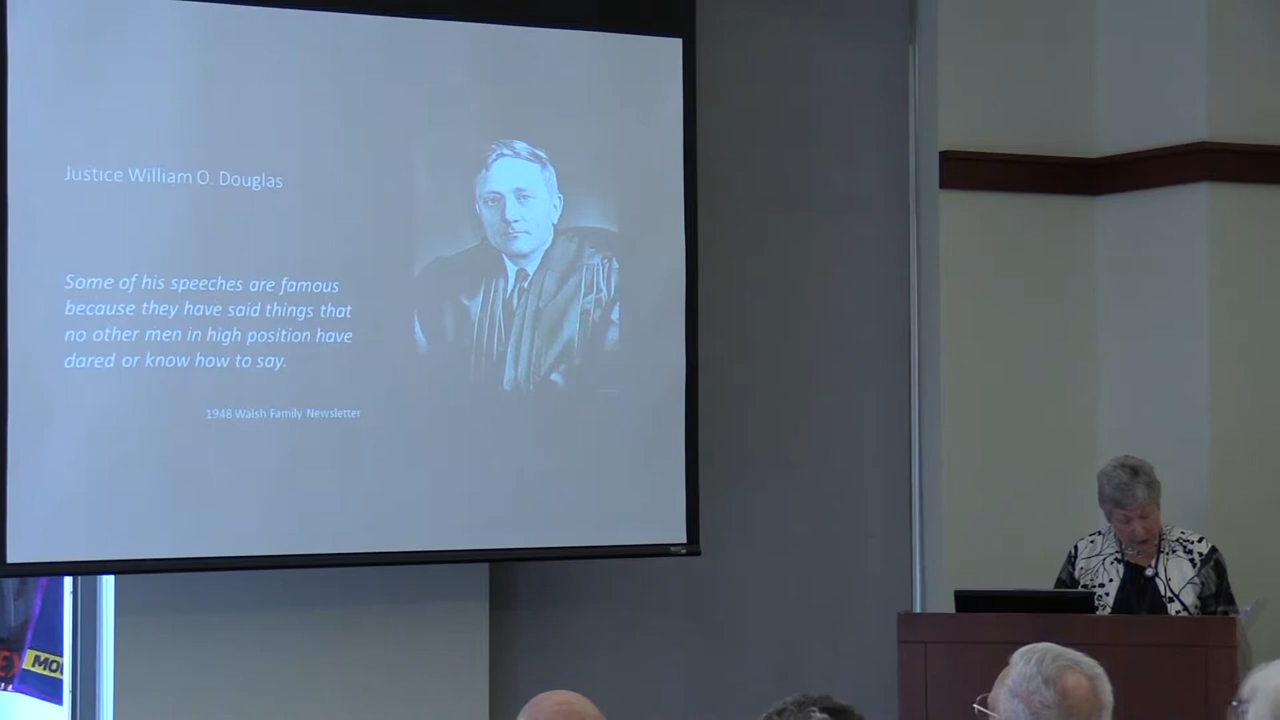 Justice William O. Douglas
Some of his speeches are famous
because they have said things that
no other men in high position have
dared or know how to say.
1948 Walsh Family Newsletter